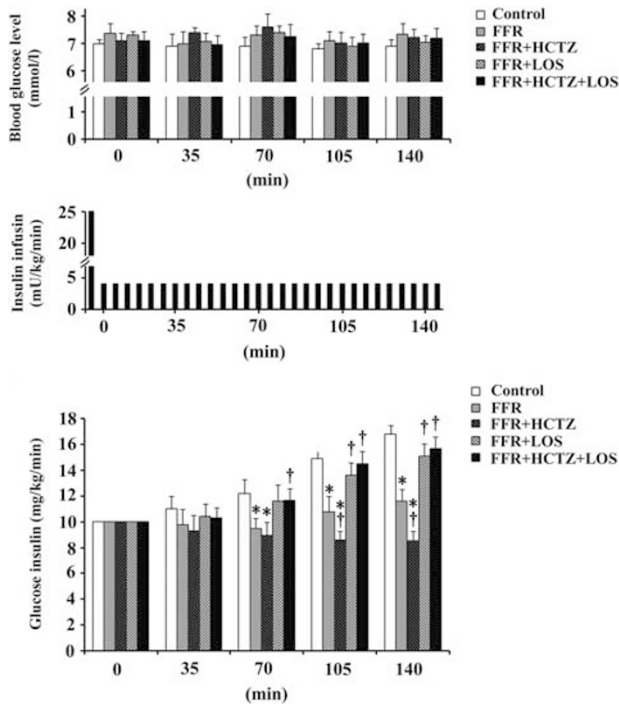 Blood glucose level
(mmol/l)
8
7
6
1
0
0 35 70 105 140
(min)
Control
FFR
FFR+HCTZ
FFR+LOS
FFR+HCTZ+LOS
Insulin infusin
(mU/kg/min)
25
20
5
0
0 35 70 105 140
(min)
Glucose insulin (mg/kg/min)
18
16
14
12
10
8
6
4
2
0
* * †
* * † † †
* * † † †
0 35 70 105 140
(min)
Control
FFR
FFR+HCTZ
FFR+LOS
FFR+HCTZ+LOS